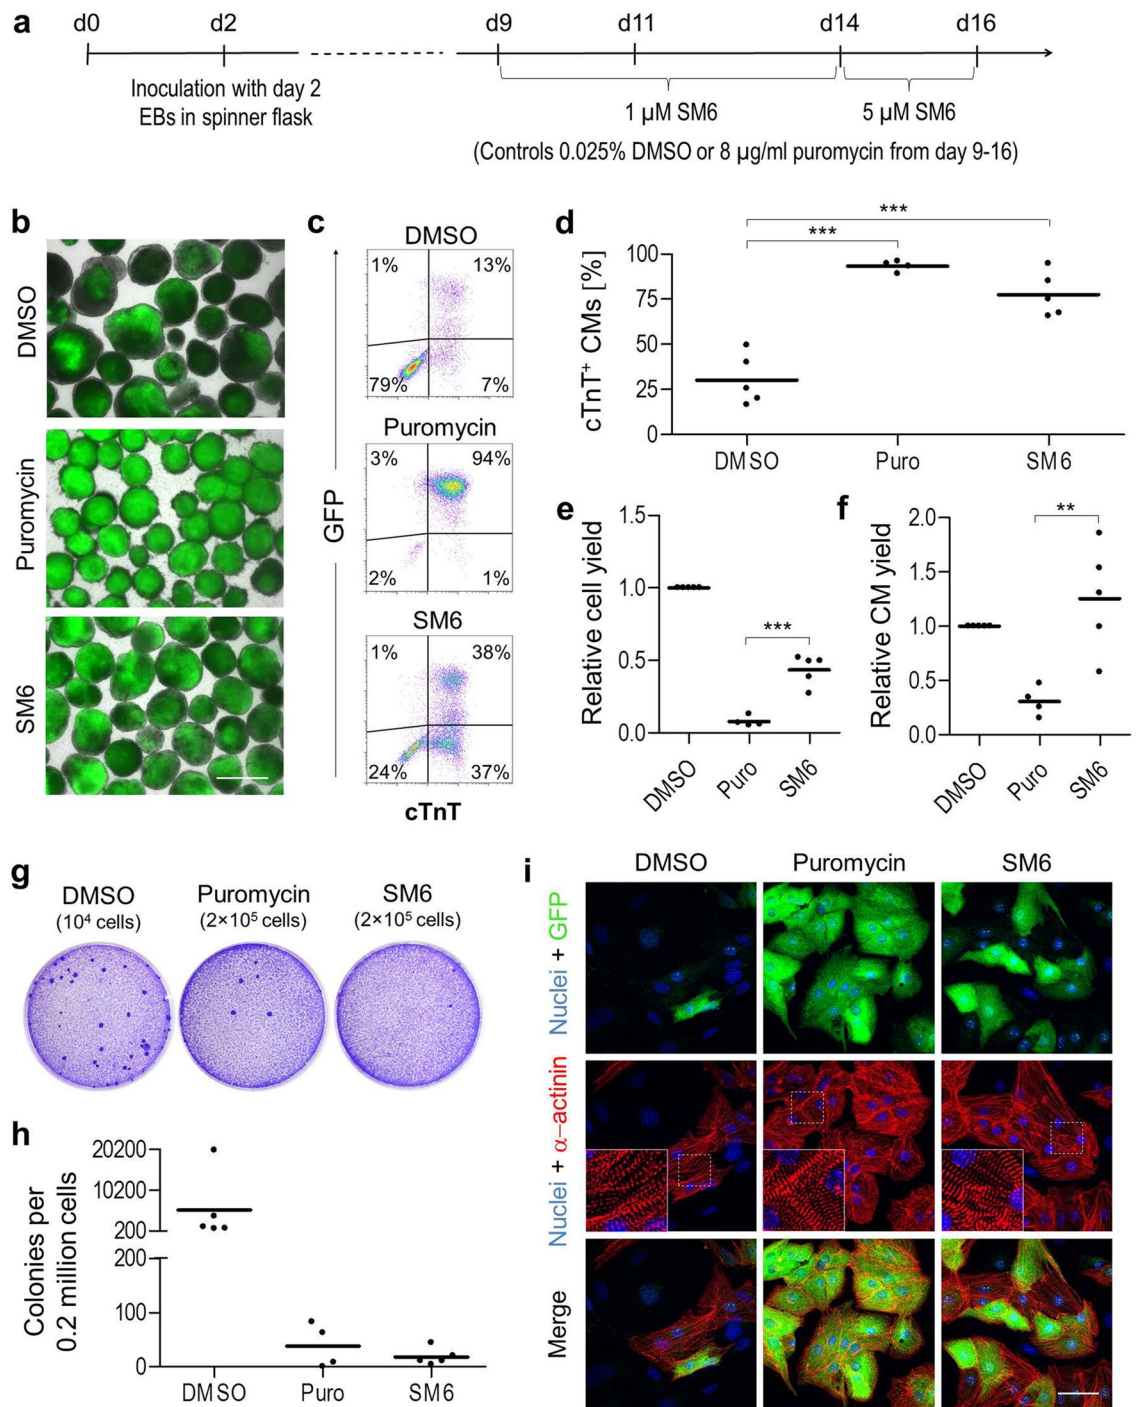 a
d0 d2 d9 d11 d14 d16
Inoculation with day 2
EBs in spinner flask
1 µM SM6 5 µM SM6
(Controls 0.025% DMSO or 8 µg/ml puromycin from day 9-16)
b
DMSO
Puromycin
SM6
c
GFP
DMSO
1% 13%
79% 7%
Puromycin
3% 94%
2% 1%
SM6
1% 38%
24% 37%
cTnT
d
***
***
cTnT⁺ CMs [%]
100
75
50
25
0
DMSO Puro SM6
e
Relative cell yield
1.5
1.0
0.5
0.0
***
DMSO Puro SM6
f
Relative CM yield
2.0
1.5
1.0
0.5
0.0
**
DMSO Puro SM6
g
DMSO Puromycin SM6
(10⁴ cells) (2×10⁵ cells) (2×10⁵ cells)
h
Colonies per
0.2 million cells
20200
10200
200
200
100
0
DMSO Puro SM6
i
DMSO Puromycin SM6
Nuclei + GFP
Nuclei + α−actinin
Merge